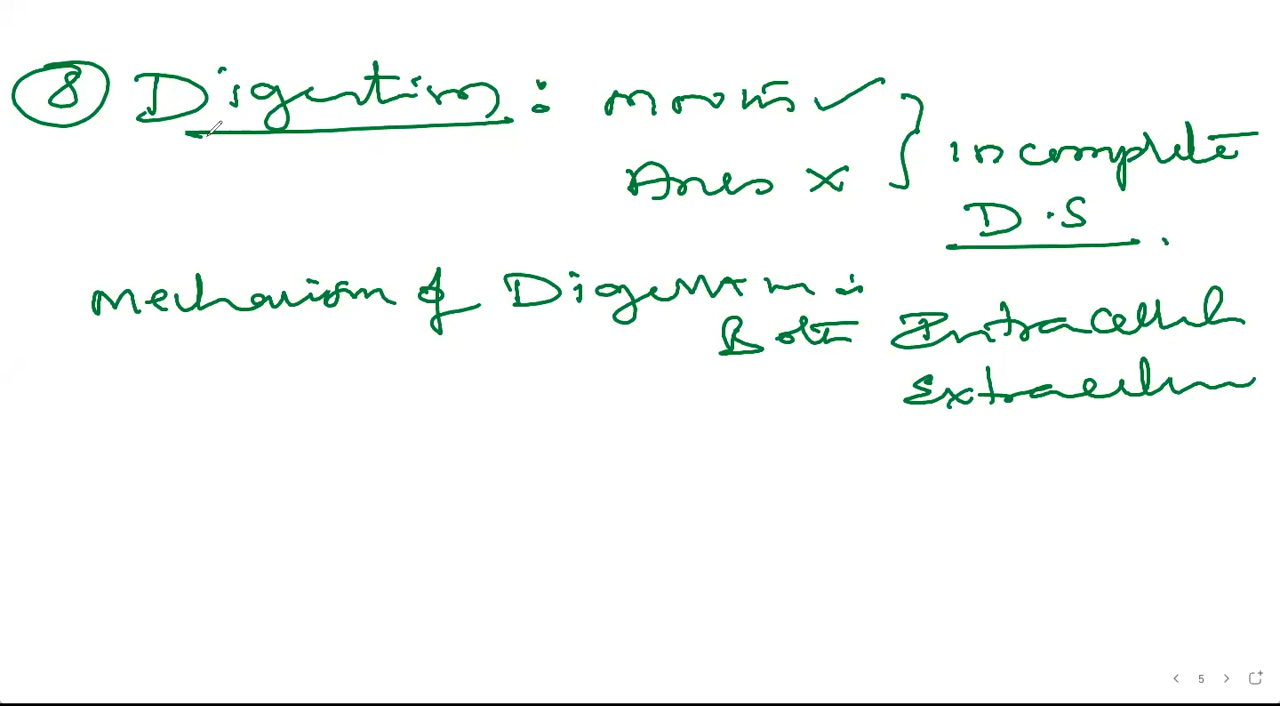 8 Digestion : mouth ✓
Anus ×
} incomplete
D.S.
Mechanism of Digestion :
Both Intracellular
Extracellular
5